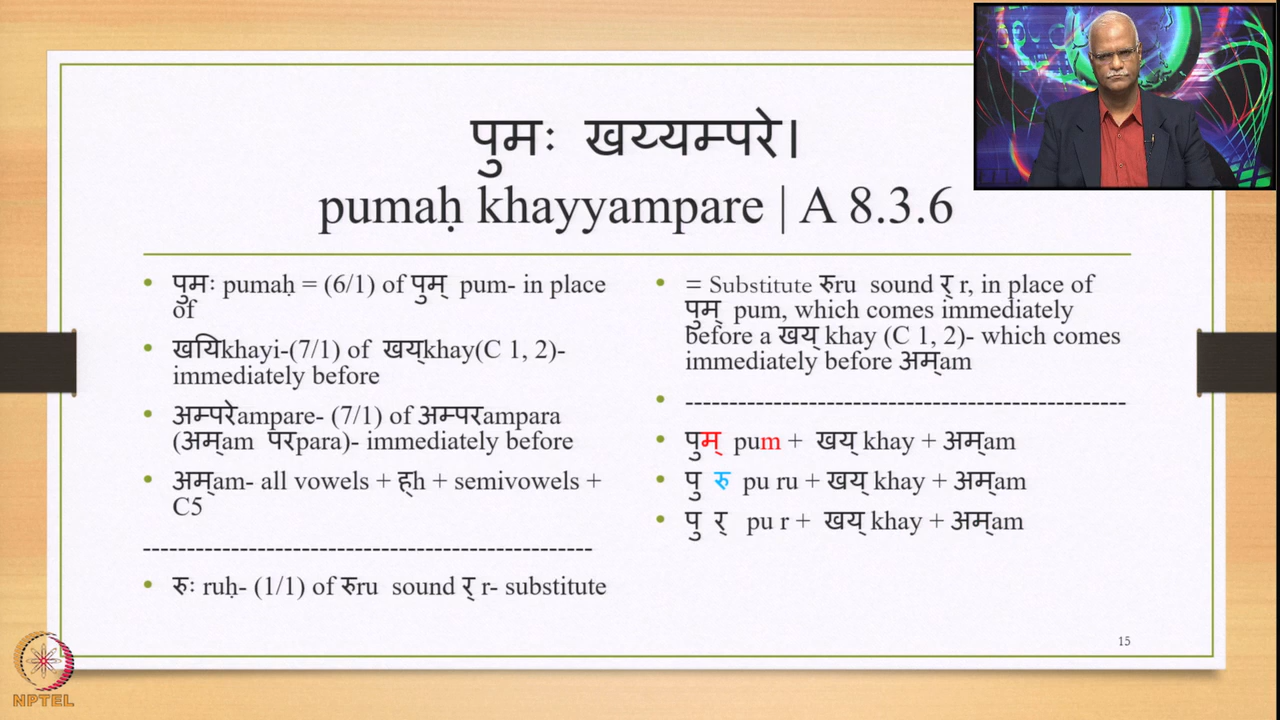 पुमः खय्यम्परे।
pumaḥ khayyampare | A 8.3.6
• पुमः pumaḥ = (6/1) of पुम् pum- in place
of
• खयिkhayi-(7/1) of खय्khay(C 1, 2)-
immediately before
• अम्परेampare- (7/1) of अम्परampara
(अम्am परpara)- immediately before
• अम्am- all vowels + ह्h + semivowels +
C5
--------------------------------------------------
• रुः ruḥ- (1/1) of रुru sound र् r- substitute
• = Substitute रुru sound र् r, in place of
पुम् pum, which comes immediately
before a खय् khay (C 1, 2)- which comes
immediately before अम्am
• -------------------------------------------------
• पुम् pum + खय् khay + अम्am
• पु रु pu ru + खय् khay + अम्am
• पु र् pu r + खय् khay + अम्am
15
NPTEL